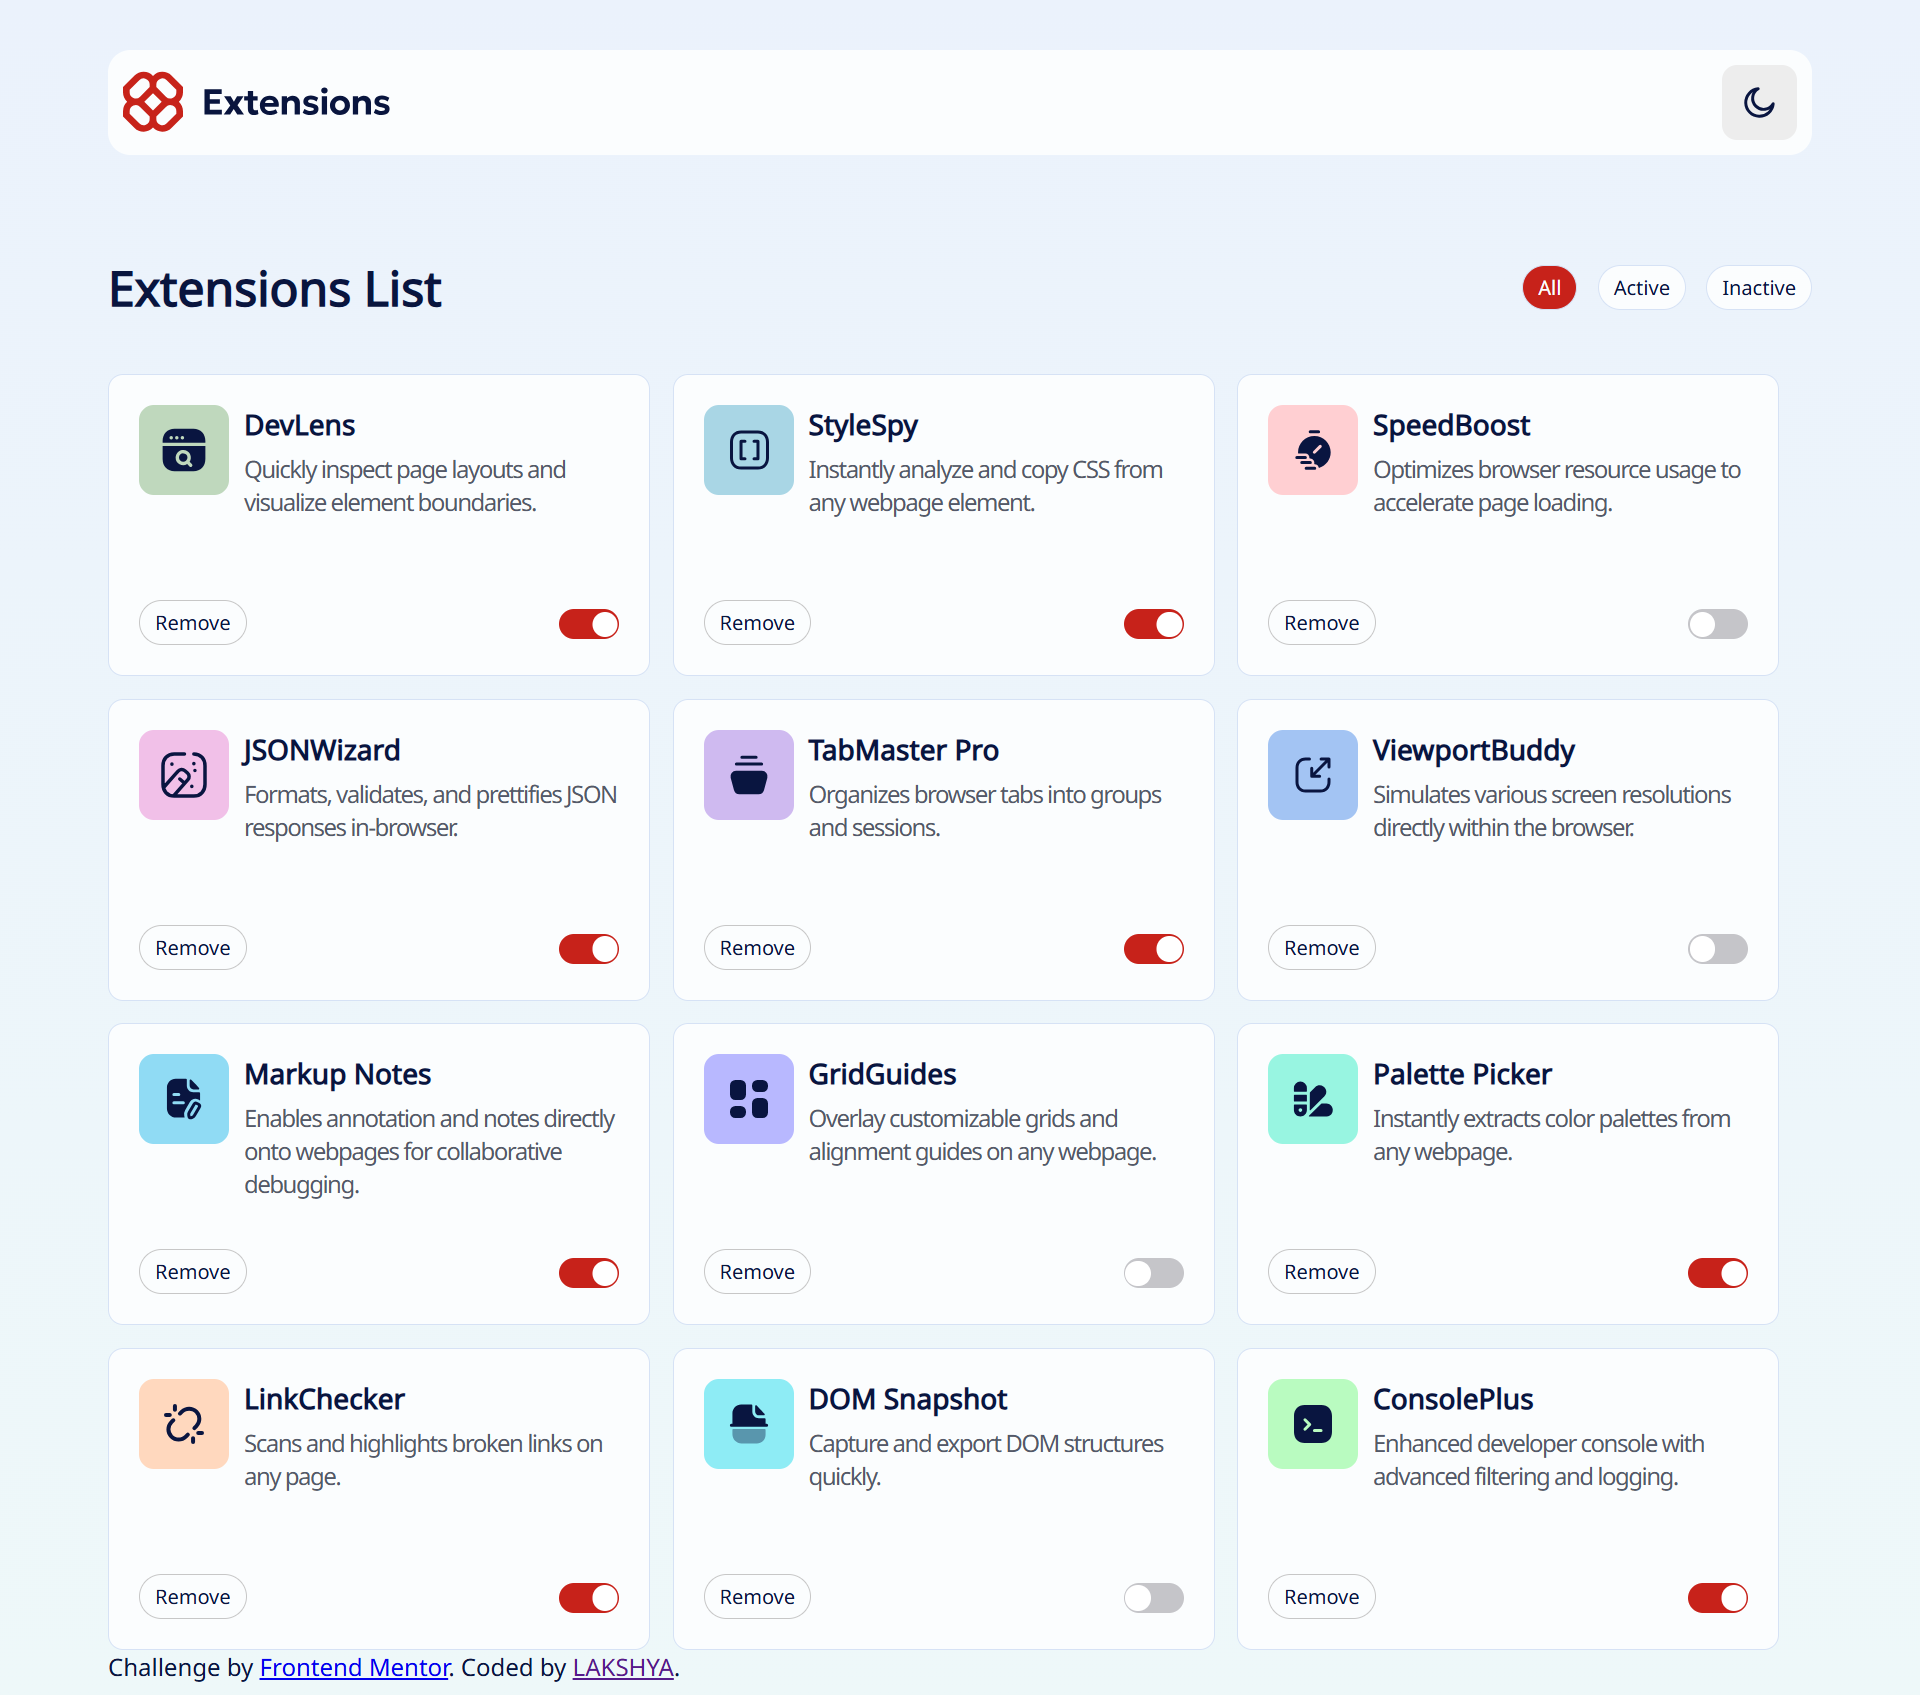 Extensions
Extensions List
All
Active
Inactive
DevLens
Quickly inspect page layouts and
visualize element boundaries.
Remove
StyleSpy
Instantly analyze and copy CSS from
any webpage element.
Remove
SpeedBoost
Optimizes browser resource usage to
accelerate page loading.
Remove
JSONWizard
Formats, validates, and prettifies JSON
responses in-browser.
Remove
TabMaster Pro
Organizes browser tabs into groups
and sessions.
Remove
ViewportBuddy
Simulates various screen resolutions
directly within the browser.
Remove
Markup Notes
Enables annotation and notes directly
onto webpages for collaborative
debugging.
Remove
GridGuides
Overlay customizable grids and
alignment guides on any webpage.
Remove
Palette Picker
Instantly extracts color palettes from
any webpage.
Remove
LinkChecker
Scans and highlights broken links on
any page.
Remove
DOM Snapshot
Capture and export DOM structures
quickly.
Remove
ConsolePlus
Enhanced developer console with
advanced filtering and logging.
Remove
Challenge by Frontend Mentor. Coded by LAKSHYA.